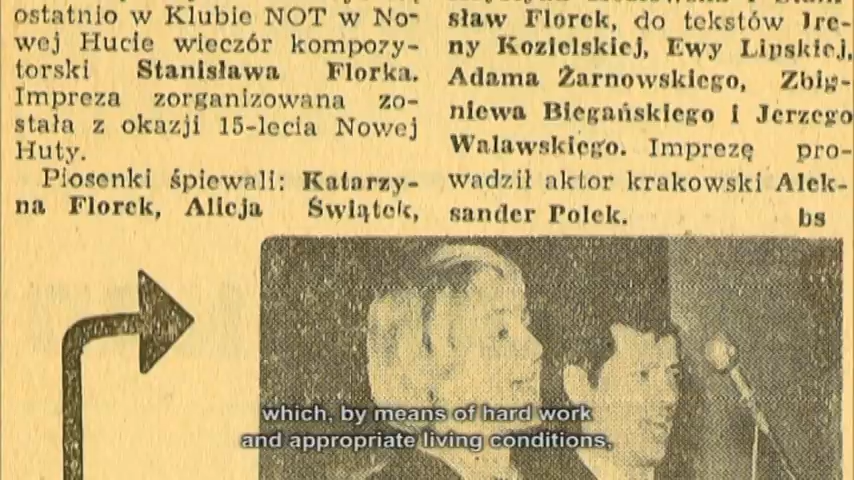 ostatnio w Klubie NOT w No-
wej Hucie wieczór kompozy-
torski Stanisława Florka.
Impreza zorganizowana zo-
stała z okazji 15-lecia Nowej
Huty.
Piosenki śpiewali: Katarzy-
na Florek, Alicja Świątek,
sław Florek, do tekstów Ire-
ny Kozielskiej, Ewy Lipskiej,
Adama Żarnowskiego, Zbig-
niewa Biegańskiego i Jerzego
Walawskiego. Imprezę pro-
wadził aktor krakowski Alek-
sander Polek.
bs
which, by means of hard work
and appropriate living conditions,